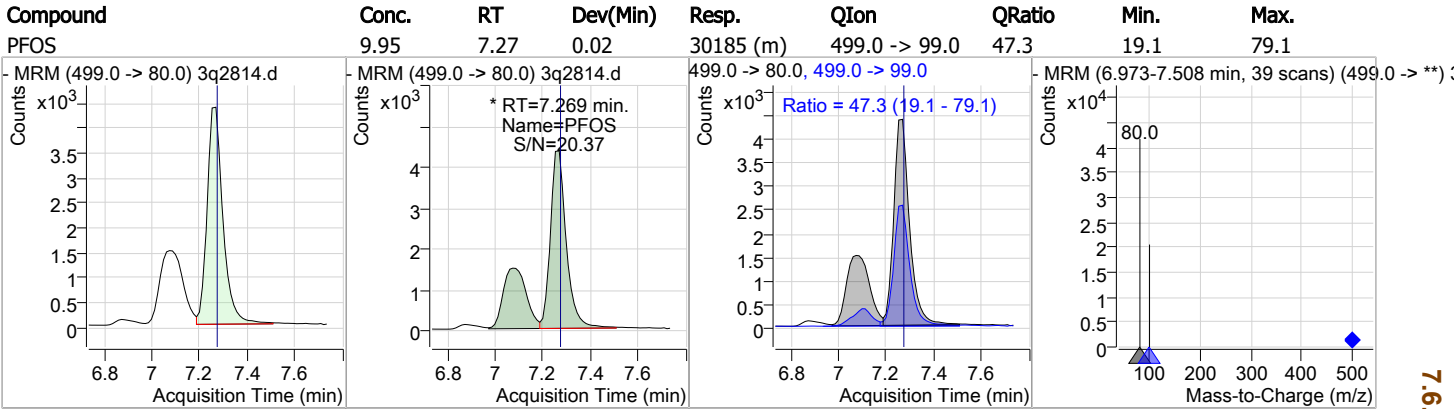 Compound Conc. RT Dev(Min) Resp. QIon QRatio Min. Max.
PFOS 9.95 7.27 0.02 30185 (m) 499.0 -> 99.0 47.3 19.1 79.1
- MRM (499.0 -> 80.0) 3q2814.d
Counts
x10³
3.5
3
2.5
2
1.5
1
0.5
0
6.8 7 7.2 7.4 7.6
Acquisition Time (min)
- MRM (499.0 -> 80.0) 3q2814.d
Counts
x10³
* RT=7.269 min.
Name=PFOS
S/N=20.37
4
3
2
1
0
6.8 7 7.2 7.4 7.6
Acquisition Time (min)
499.0 -> 80.0, 499.0 -> 99.0
Counts
x10³
Ratio = 47.3 (19.1 - 79.1)
4
3.5
3
2.5
2
1.5
1
0.5
0
6.8 7 7.2 7.4 7.6
Acquisition Time (min)
- MRM (6.973-7.508 min, 39 scans) (499.0 -> **) 3
Counts
x10⁴
80.0
4
3.5
3
2.5
2
1.5
1
0.5
0
100 200 300 400 500
Mass-to-Charge (m/z)
7.6.